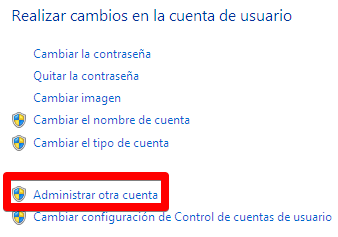 Realizar cambios en la cuenta de usuario
Cambiar la contraseña
Quitar la contraseña
Cambiar imagen
Cambiar el nombre de cuenta
Cambiar el tipo de cuenta
Administrar otra cuenta
Cambiar configuración de Control de cuentas de usuario